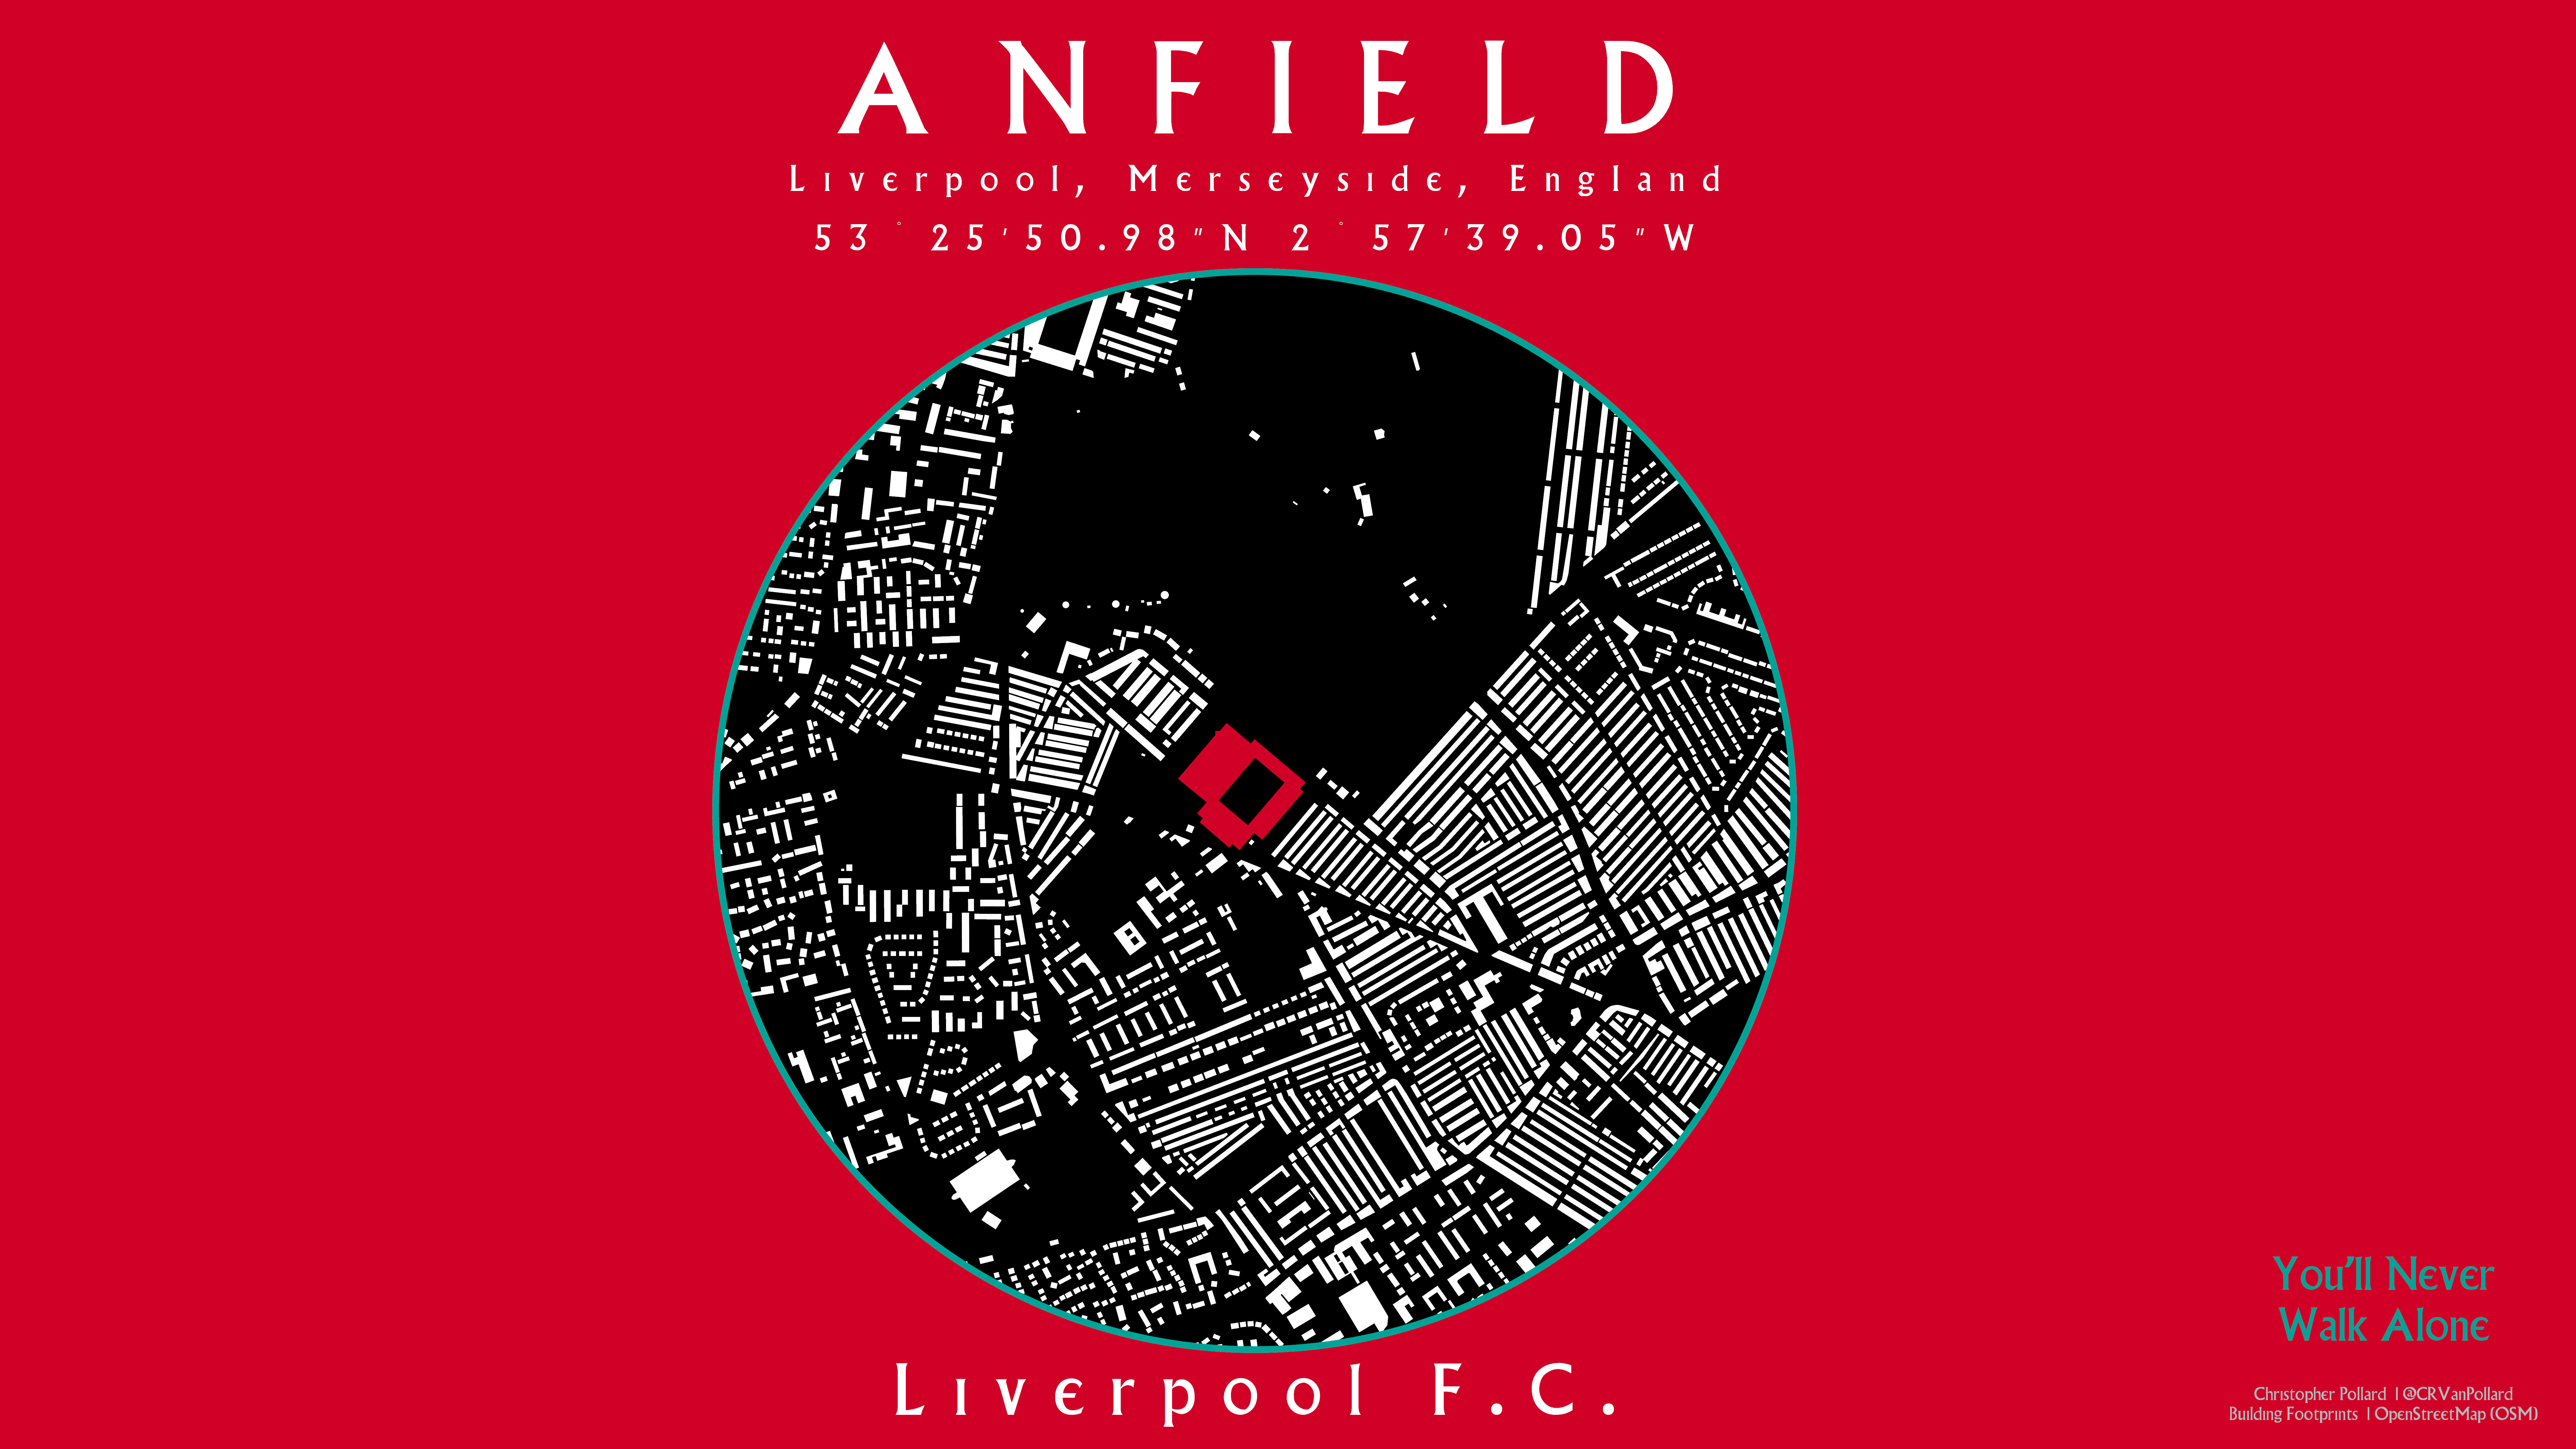 ANFIELD
Liverpool, Merseyside, England
53°25'50.98"N 2°57'39.05"W
Liverpool F.C.
You'll Never
Walk Alone
Christopher Pollard | @CRVanPollard
Building Footprints | OpenStreetMap (OSM)